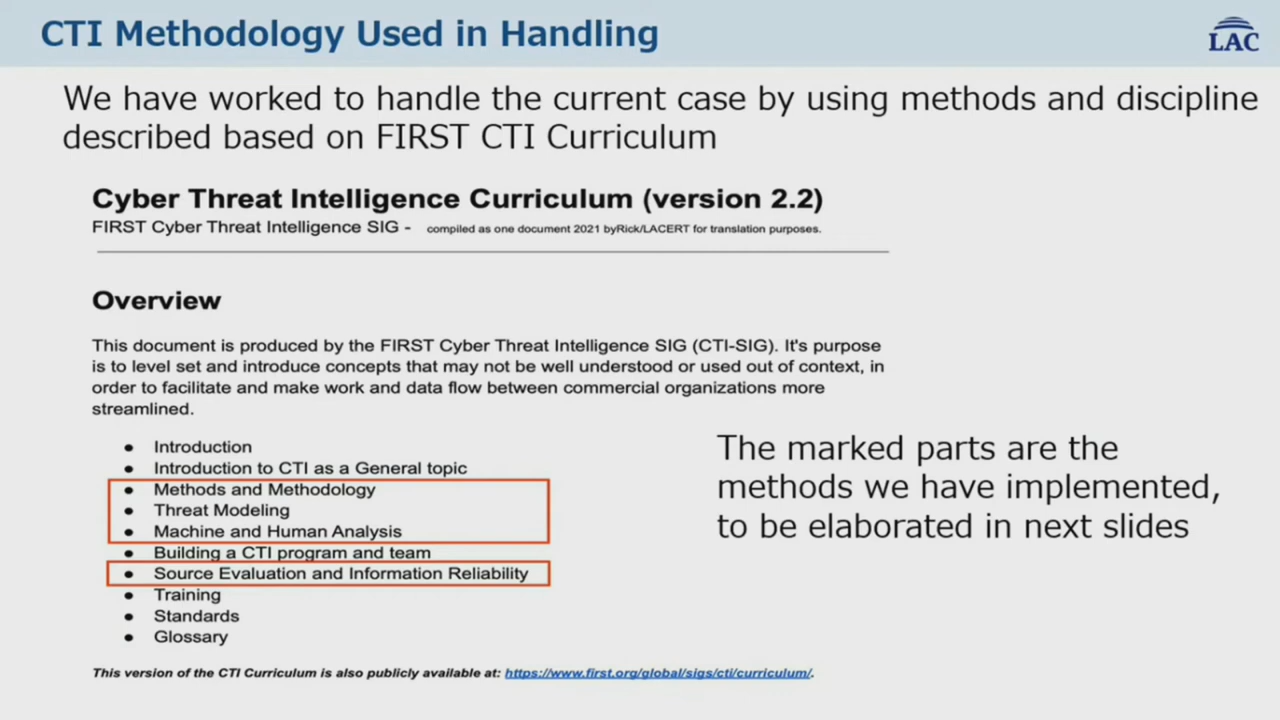 CTI Methodology Used in Handling
LAC
We have worked to handle the current case by using methods and discipline
described based on FIRST CTI Curriculum
Cyber Threat Intelligence Curriculum (version 2.2)
FIRST Cyber Threat Intelligence SIG - compiled as one document 2021 byRick/LACERT for translation purposes.
Overview
This document is produced by the FIRST Cyber Threat Intelligence SIG (CTI-SIG). It's purpose
is to level set and introduce concepts that may not be well understood or used out of context, in
order to facilitate and make work and data flow between commercial organizations more
streamlined.
● Introduction
● Introduction to CTI as a General topic
● Methods and Methodology
● Threat Modeling
● Machine and Human Analysis
● Building a CTI program and team
● Source Evaluation and Information Reliability
● Training
● Standards
● Glossary
The marked parts are the
methods we have implemented,
to be elaborated in next slides
This version of the CTI Curriculum is also publicly available at: https://www.first.org/global/sigs/cti/curriculum/.